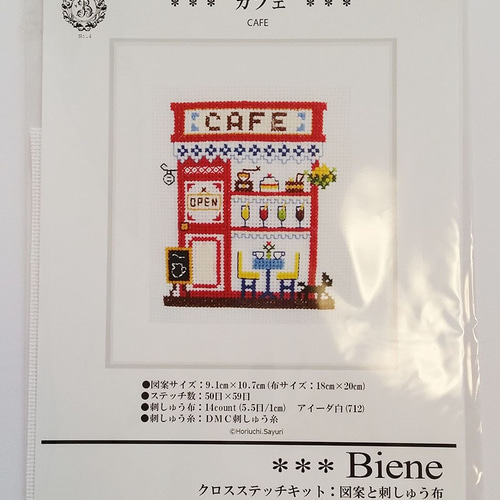 *** カフェ ***
CAFE
B
No.4
CAFE
OPEN
●図案サイズ：9.1cm×10.7cm(布サイズ：18cm×20cm)
●ステッチ数：50目×59目
●刺しゅう布：14count(5.5目/1cm)　アイーダ白(712)
●刺しゅう糸：ＤＭＣ刺しゅう糸
©Horiuchi.Sayuri
*** Biene
クロスステッチキット：図案と刺しゅう布